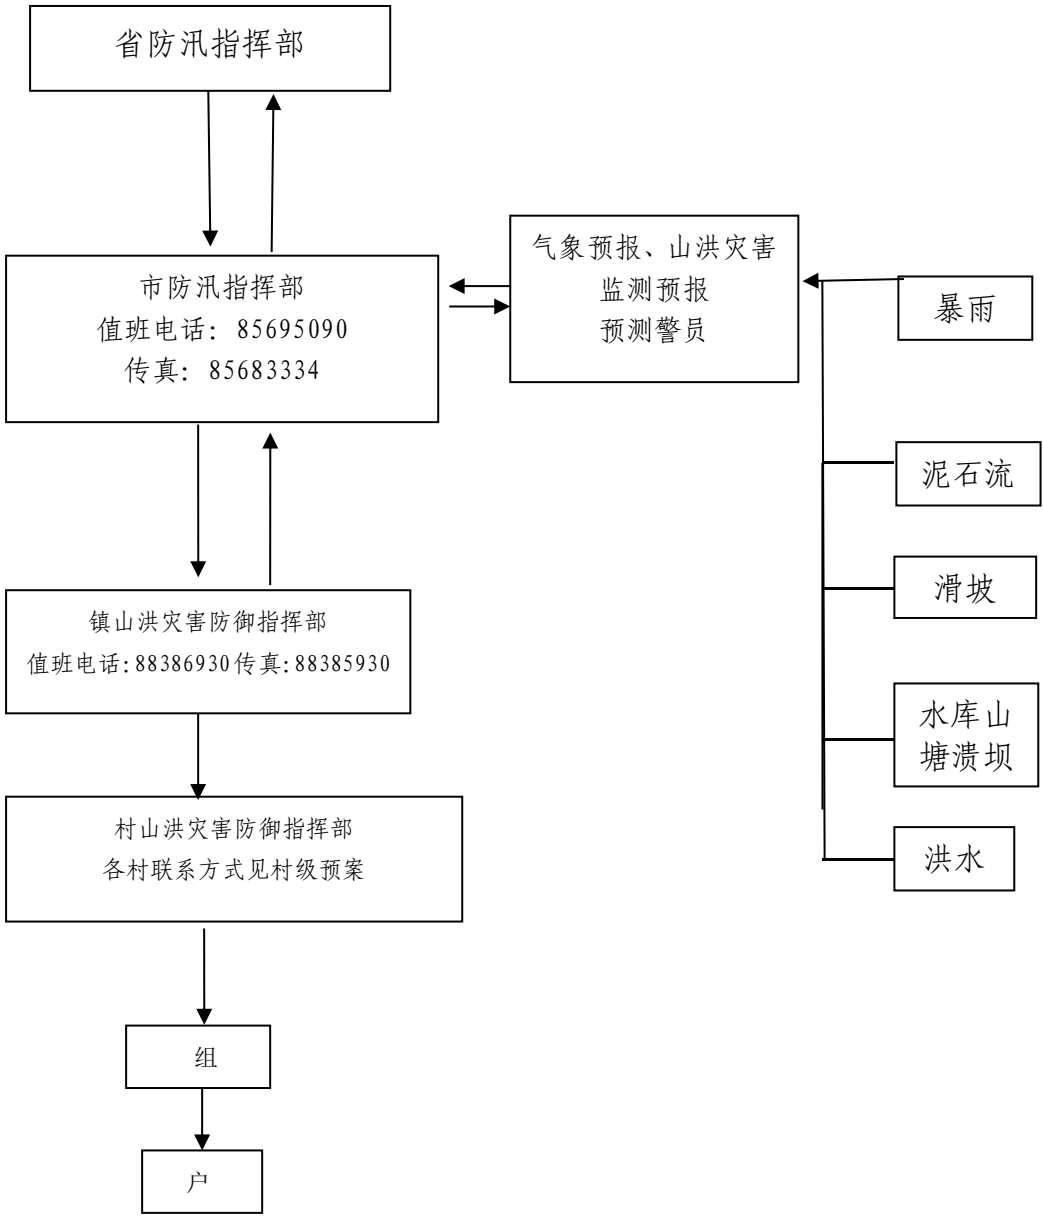 省防汛指挥部
市防汛指挥部
值班电话：85695090
传真：85683334
气象预报、山洪灾害
监测预报
预测警员
暴雨
泥石流
滑坡
水库山
塘溃坝
洪水
镇山洪灾害防御指挥部
值班电话:88386930传真:88385930
村山洪灾害防御指挥部
各村联系方式见村级预案
组
户